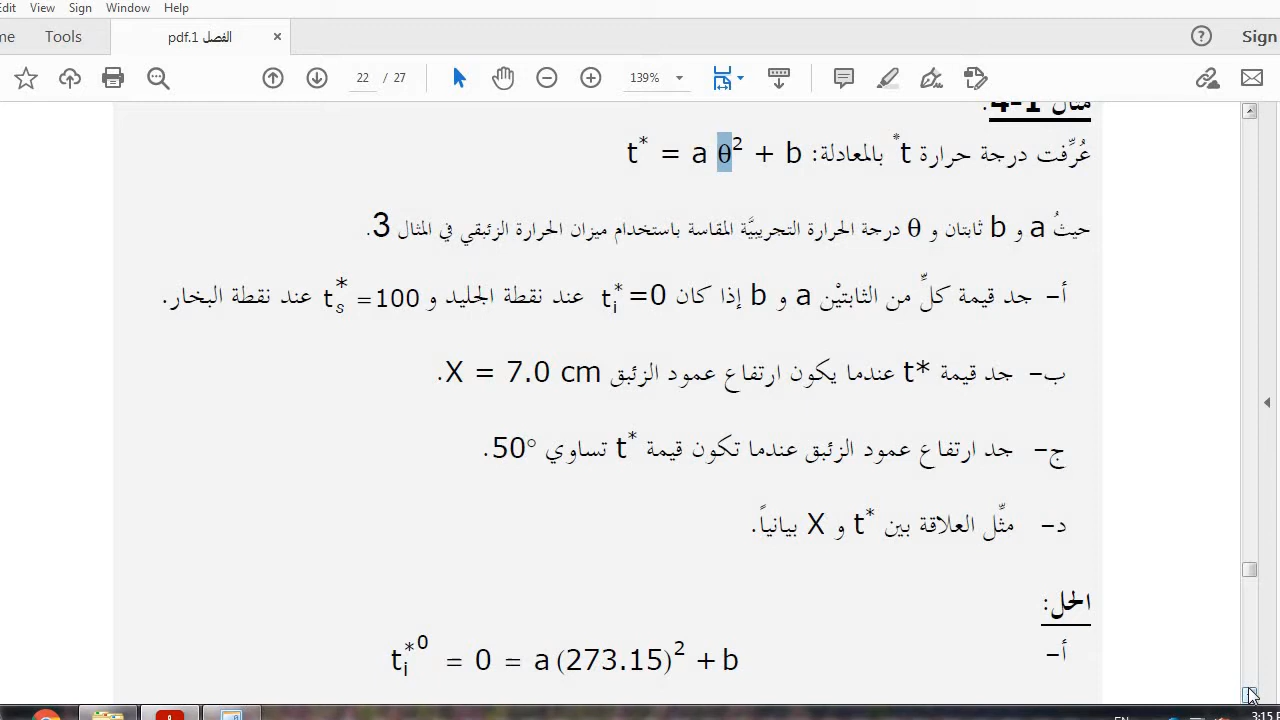 Edit View Sign Window Help
me Tools الفصل 1.pdf × Sign
22 / 27 139%
مثال 1-4.
عُرِّفت درجة حرارة t* بالمعادلة: t* = a θ² + b
حيثُ a و b ثابتان و θ درجة الحرارة التجريبيَّة المقاسة باستخدام ميزان الحرارة الزئبقي في المثال 3.
أ- جد قيمة كلٍّ من الثابتيْن a و b إذا كان tᵢ* =0 عند نقطة الجليد و tₛ* =100 عند نقطة البخار.
ب- جد قيمة t* عندما يكون ارتفاع عمود الزئبق X = 7.0 cm.
ج- جد ارتفاع عمود الزئبق عندما تكون قيمة t* تساوي 50°.
د- مثِّل العلاقة بين t* و X بيانياً.
الحل:
أ- tᵢ*⁰ = 0 = a (273.15)² + b